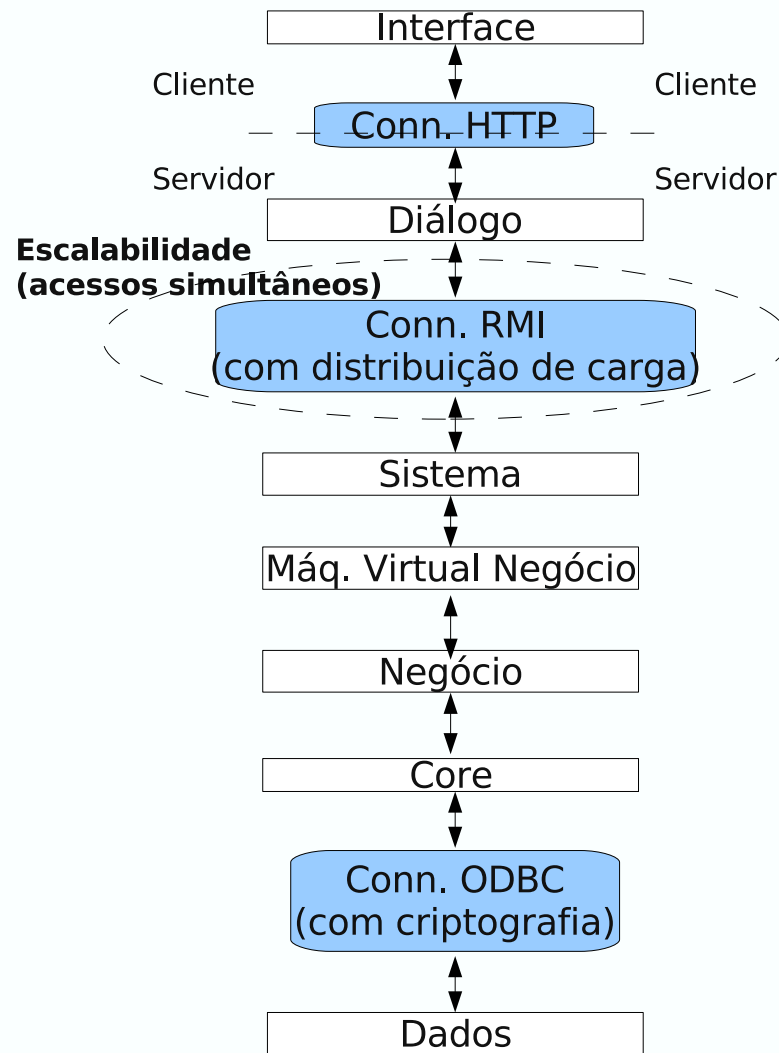 Interface
Cliente
Cliente
Conn. HTTP
Servidor
Servidor
Diálogo
Escalabilidade
(acessos simultâneos)
Conn. RMI
(com distribuição de carga)
Sistema
Máq. Virtual Negócio
Negócio
Core
Conn. ODBC
(com criptografia)
Dados